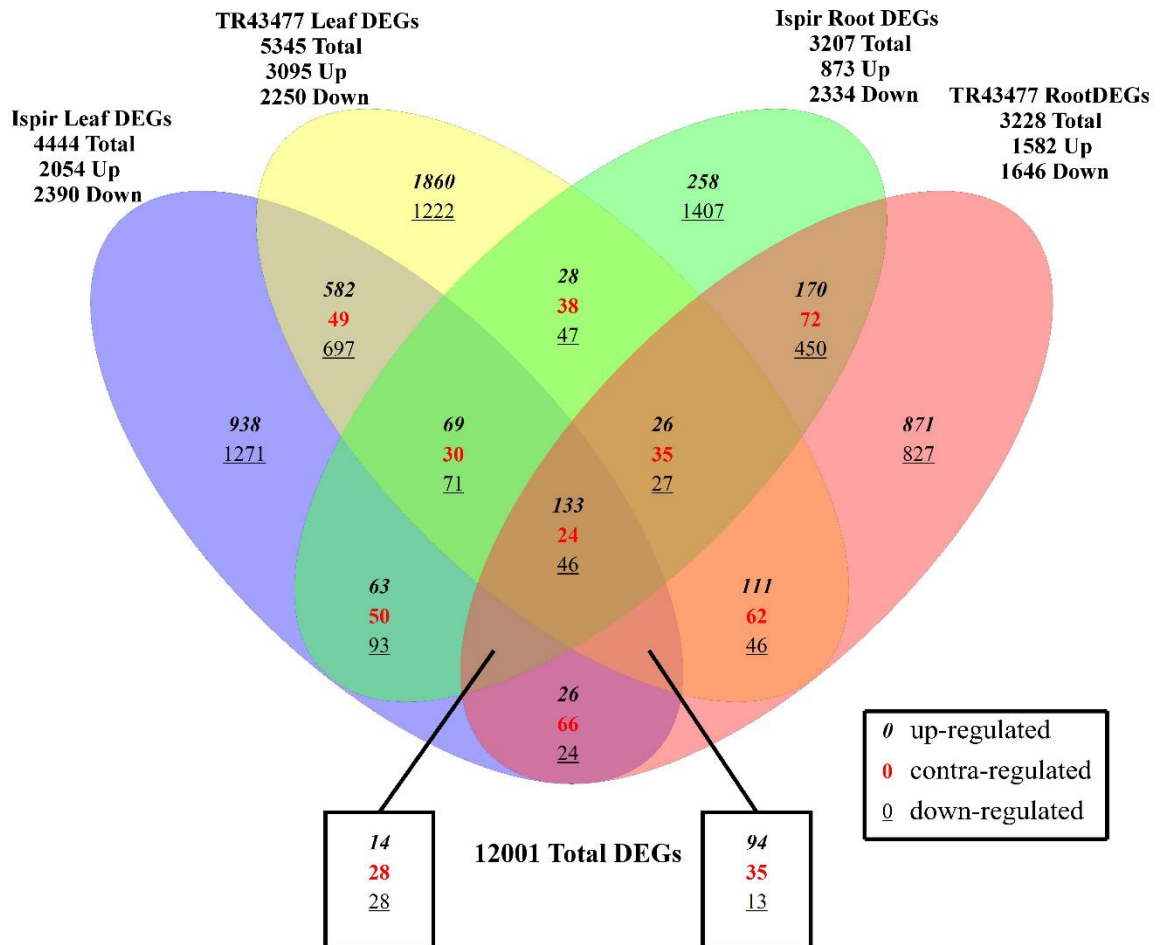 TR43477 Leaf DEGs
5345 Total
3095 Up
2250 Down
Ispir Root DEGs
3207 Total
873 Up
2334 Down
Ispir Leaf DEGs
4444 Total
2054 Up
2390 Down
TR43477 RootDEGs
3228 Total
1582 Up
1646 Down
1860
1222
258
1407
582
49
697
28
38
47
170
72
450
938
1271
69
30
71
26
35
27
871
827
133
24
46
63
50
93
111
62
46
26
66
24
14
28
28
12001 Total DEGs
94
35
13
0 up-regulated
0 contra-regulated
0 down-regulated